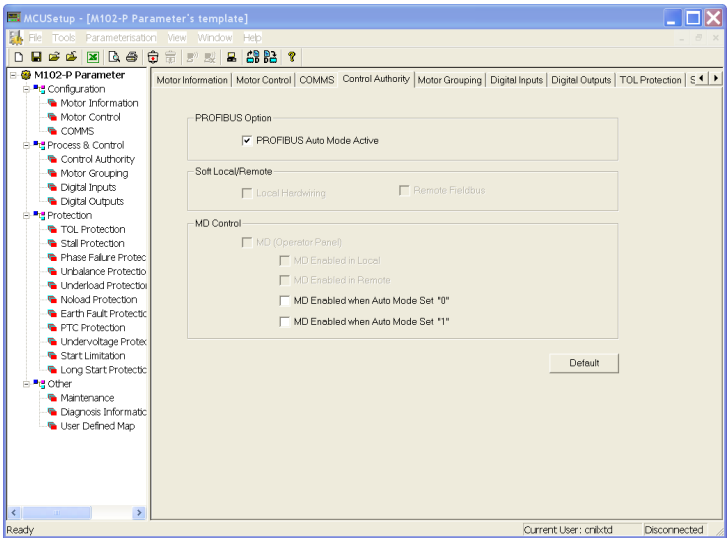 MCUSetup - [M102-P Parameter's template]
File Tools Parameterisation View Window Help
M102-P Parameter
Configuration
Motor Information
Motor Control
COMMS
Process & Control
Control Authority
Motor Grouping
Digital Inputs
Digital Outputs
Protection
TOL Protection
Stall Protection
Phase Failure Protec
Unbalance Protectio
Underload Protection
Noload Protection
Earth Fault Protectic
PTC Protection
Undervoltage Protec
Start Limitation
Long Start Protectic
Other
Maintenance
Diagnosis Informatic
User Defined Map
Motor Information Motor Control COMMS Control Authority Motor Grouping Digital Inputs Digital Outputs TOL Protection S
PROFIBUS Option
PROFIBUS Auto Mode Active
Soft Local/Remote
Local Hardwiring Remote Fieldbus
MD Control
MD (Operator Panel)
MD Enabled in Local
MD Enabled in Remote
MD Enabled when Auto Mode Set "0"
MD Enabled when Auto Mode Set "1"
Default
Ready Current User: cnilxtd Disconnected